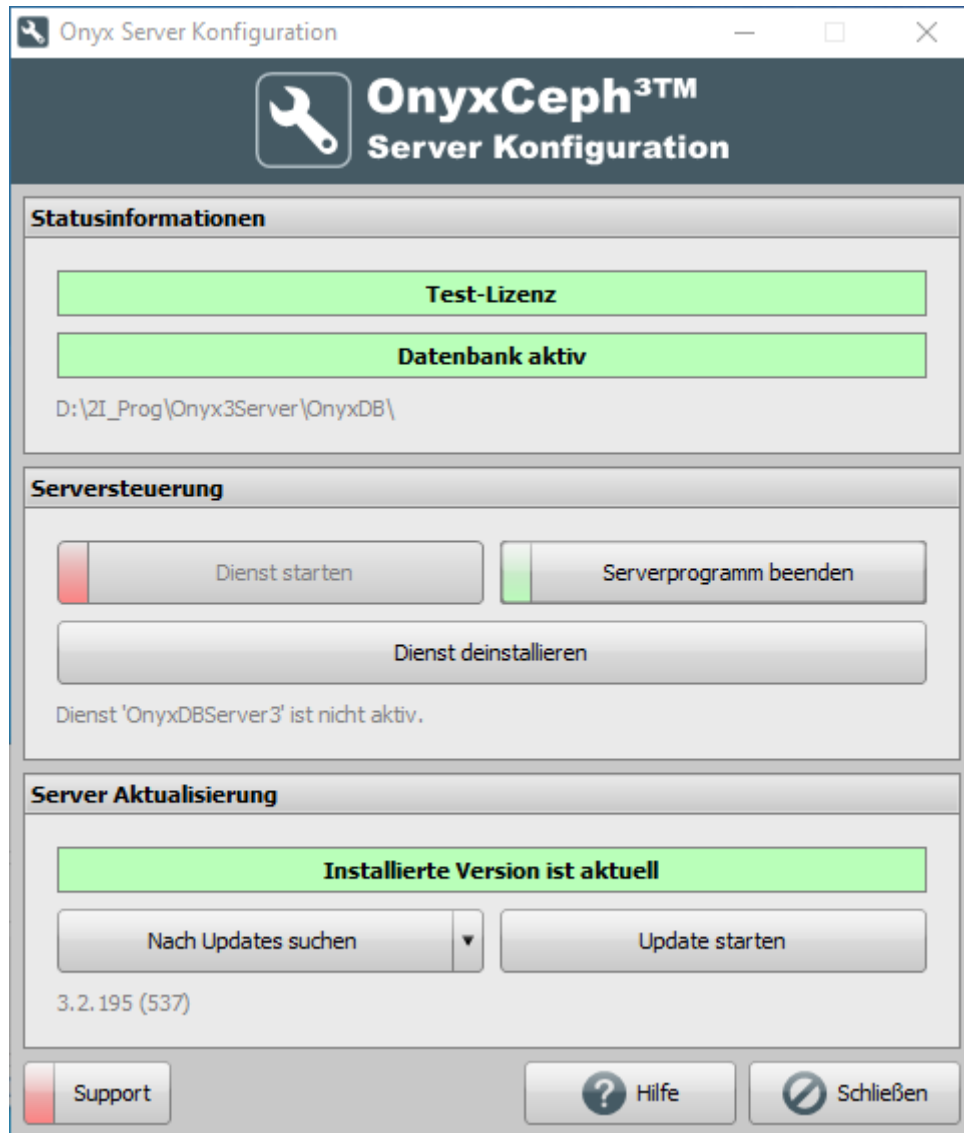 Onyx Server Konfiguration
OnyxCeph³™
Server Konfiguration
Statusinformationen
Test-Lizenz
Datenbank aktiv
D:\2I_Prog\Onyx3Server\OnyxDB\
Serversteuerung
Dienst starten
Serverprogramm beenden
Dienst deinstallieren
Dienst 'OnyxDBServer3' ist nicht aktiv.
Server Aktualisierung
Installierte Version ist aktuell
Nach Updates suchen
Update starten
3.2.195 (537)
Support
? Hilfe
Schließen